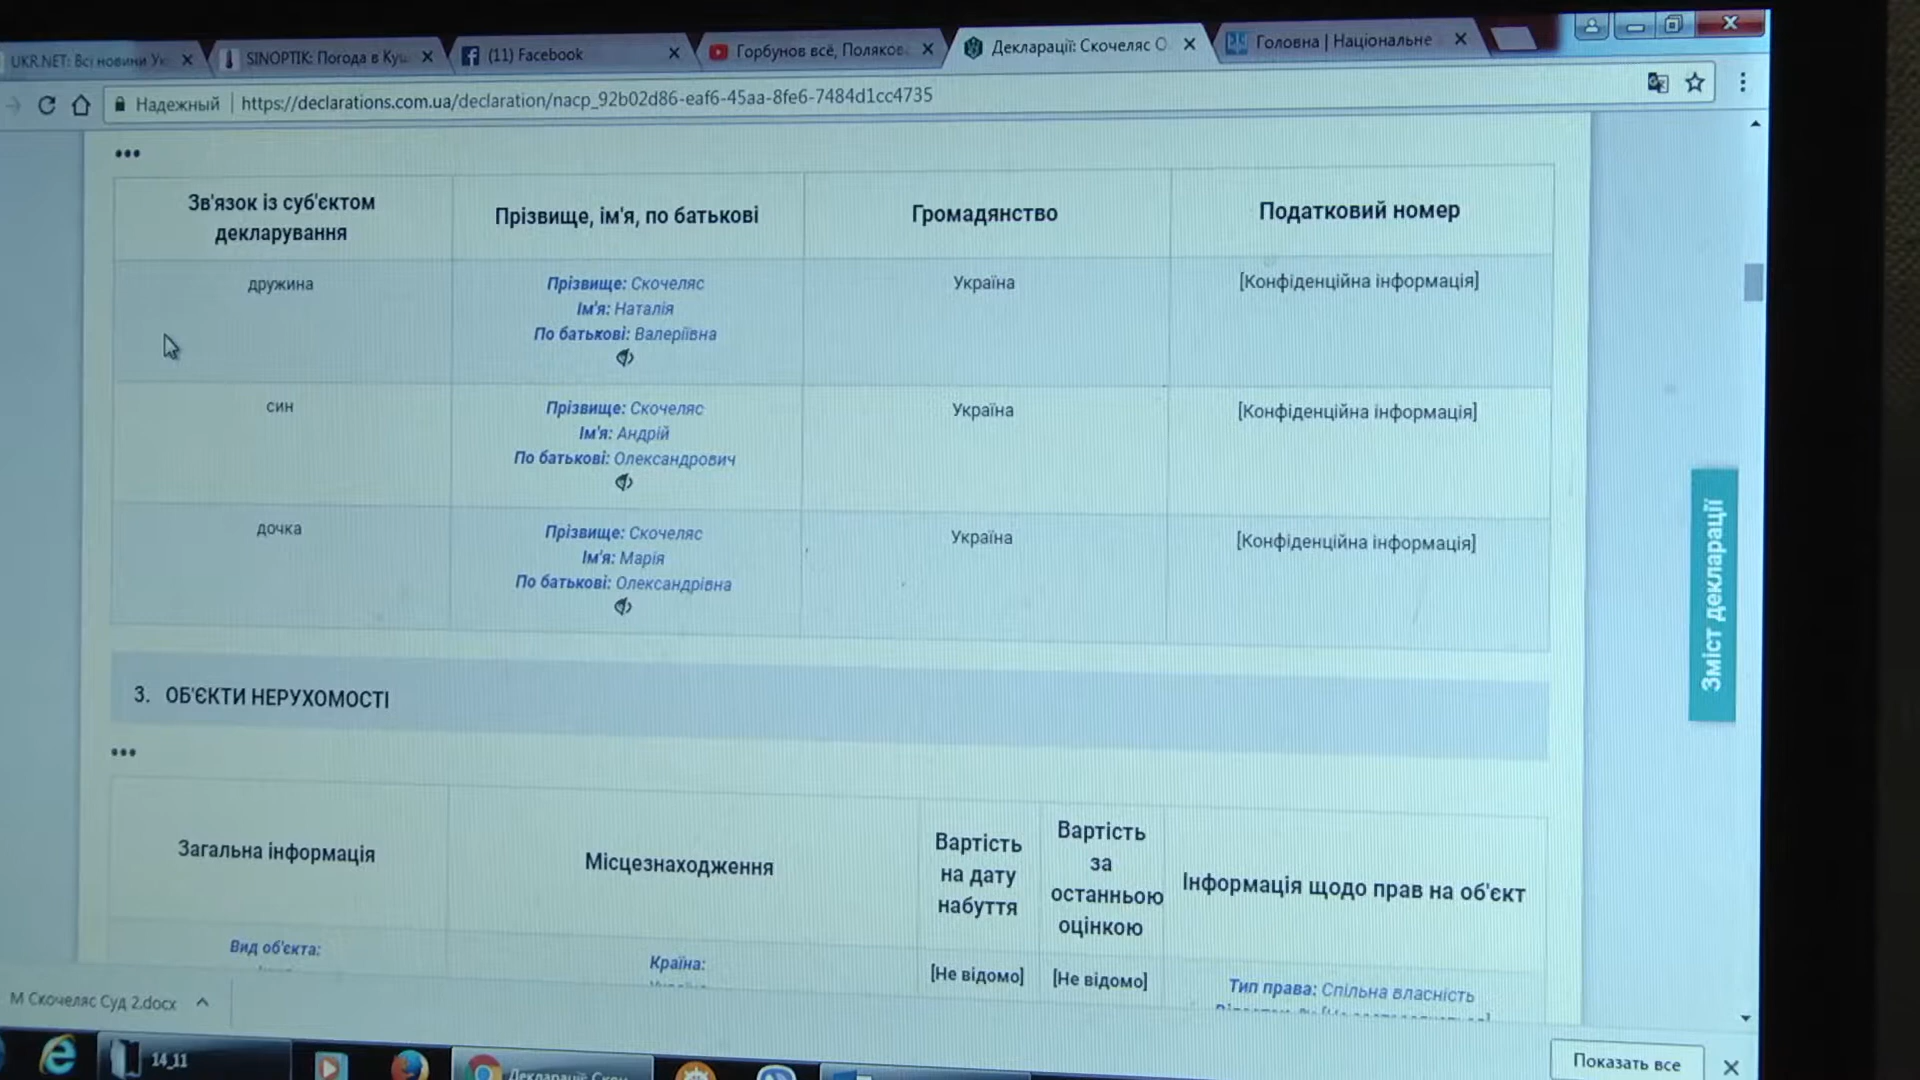 UKR.NET: Всі новини Ук
SINOPTIK: Погода в Куш
(11) Facebook
Горбунов всё, Поляков
Декларації: Скочеляс О
Головна | Національне
Надежный
https://declarations.com.ua/declaration/nacp_92b02d86-eaf6-45aa-8fe6-7484d1cc4735
Зв'язок із суб'єктом
декларування
Прізвище, ім'я, по батькові
Громадянство
Податковий номер
дружина
Прізвище: Скочеляс
Ім'я: Наталія
По батькові: Валеріївна
Україна
[Конфіденційна інформація]
син
Прізвище: Скочеляс
Ім'я: Андрій
По батькові: Олександрович
Україна
[Конфіденційна інформація]
дочка
Прізвище: Скочеляс
Ім'я: Марія
По батькові: Олександрівна
Україна
[Конфіденційна інформація]
Зміст декларації
3. ОБ'ЄКТИ НЕРУХОМОСТІ
Загальна інформація
Місцезнаходження
Вартість
на дату
набуття
Вартість
за
останньою
оцінкою
Інформація щодо прав на об'єкт
Вид об'єкта:
Країна:
[Не відомо]
[Не відомо]
Тип права: Спільна власність
М Скочеляс Суд 2.docx
Показать все
14_11
Декларації: Ско